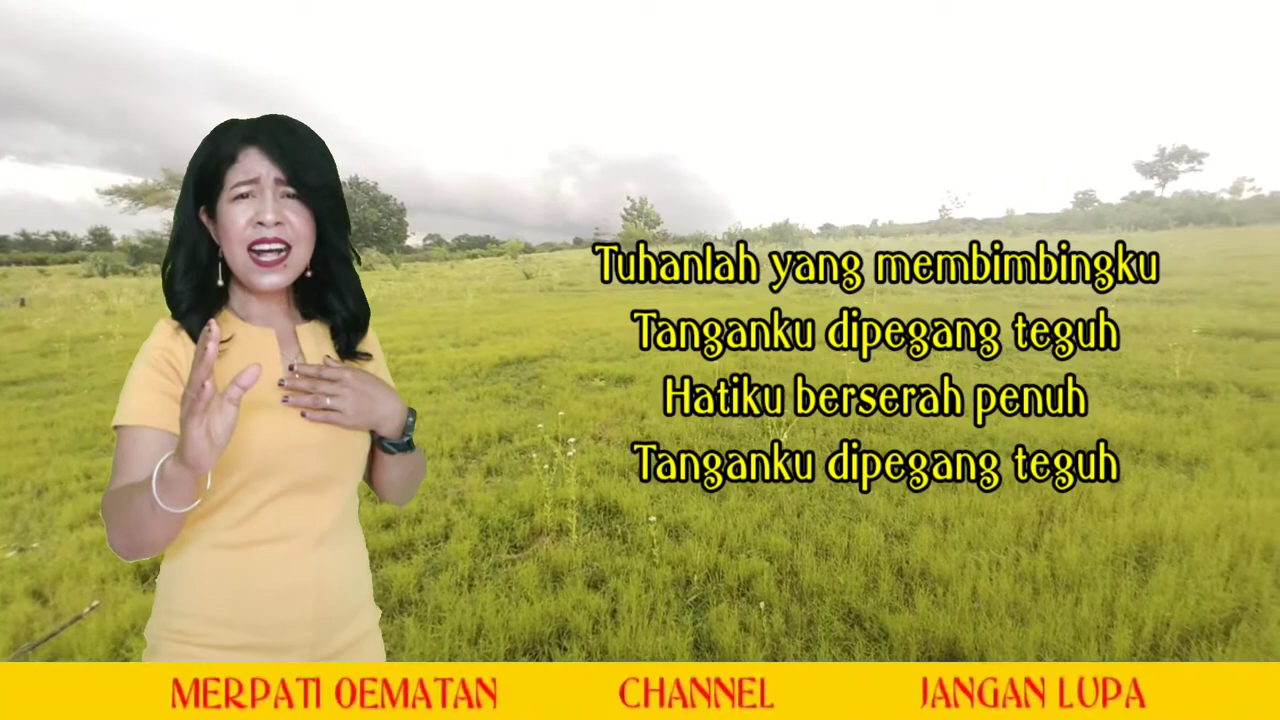 Tuhanlah yang membimbingku
Tanganku dipegang teguh
Hatiku berserah penuh
Tanganku dipegang teguh
MERPATI OEMATAN CHANNEL JANGAN LUPA